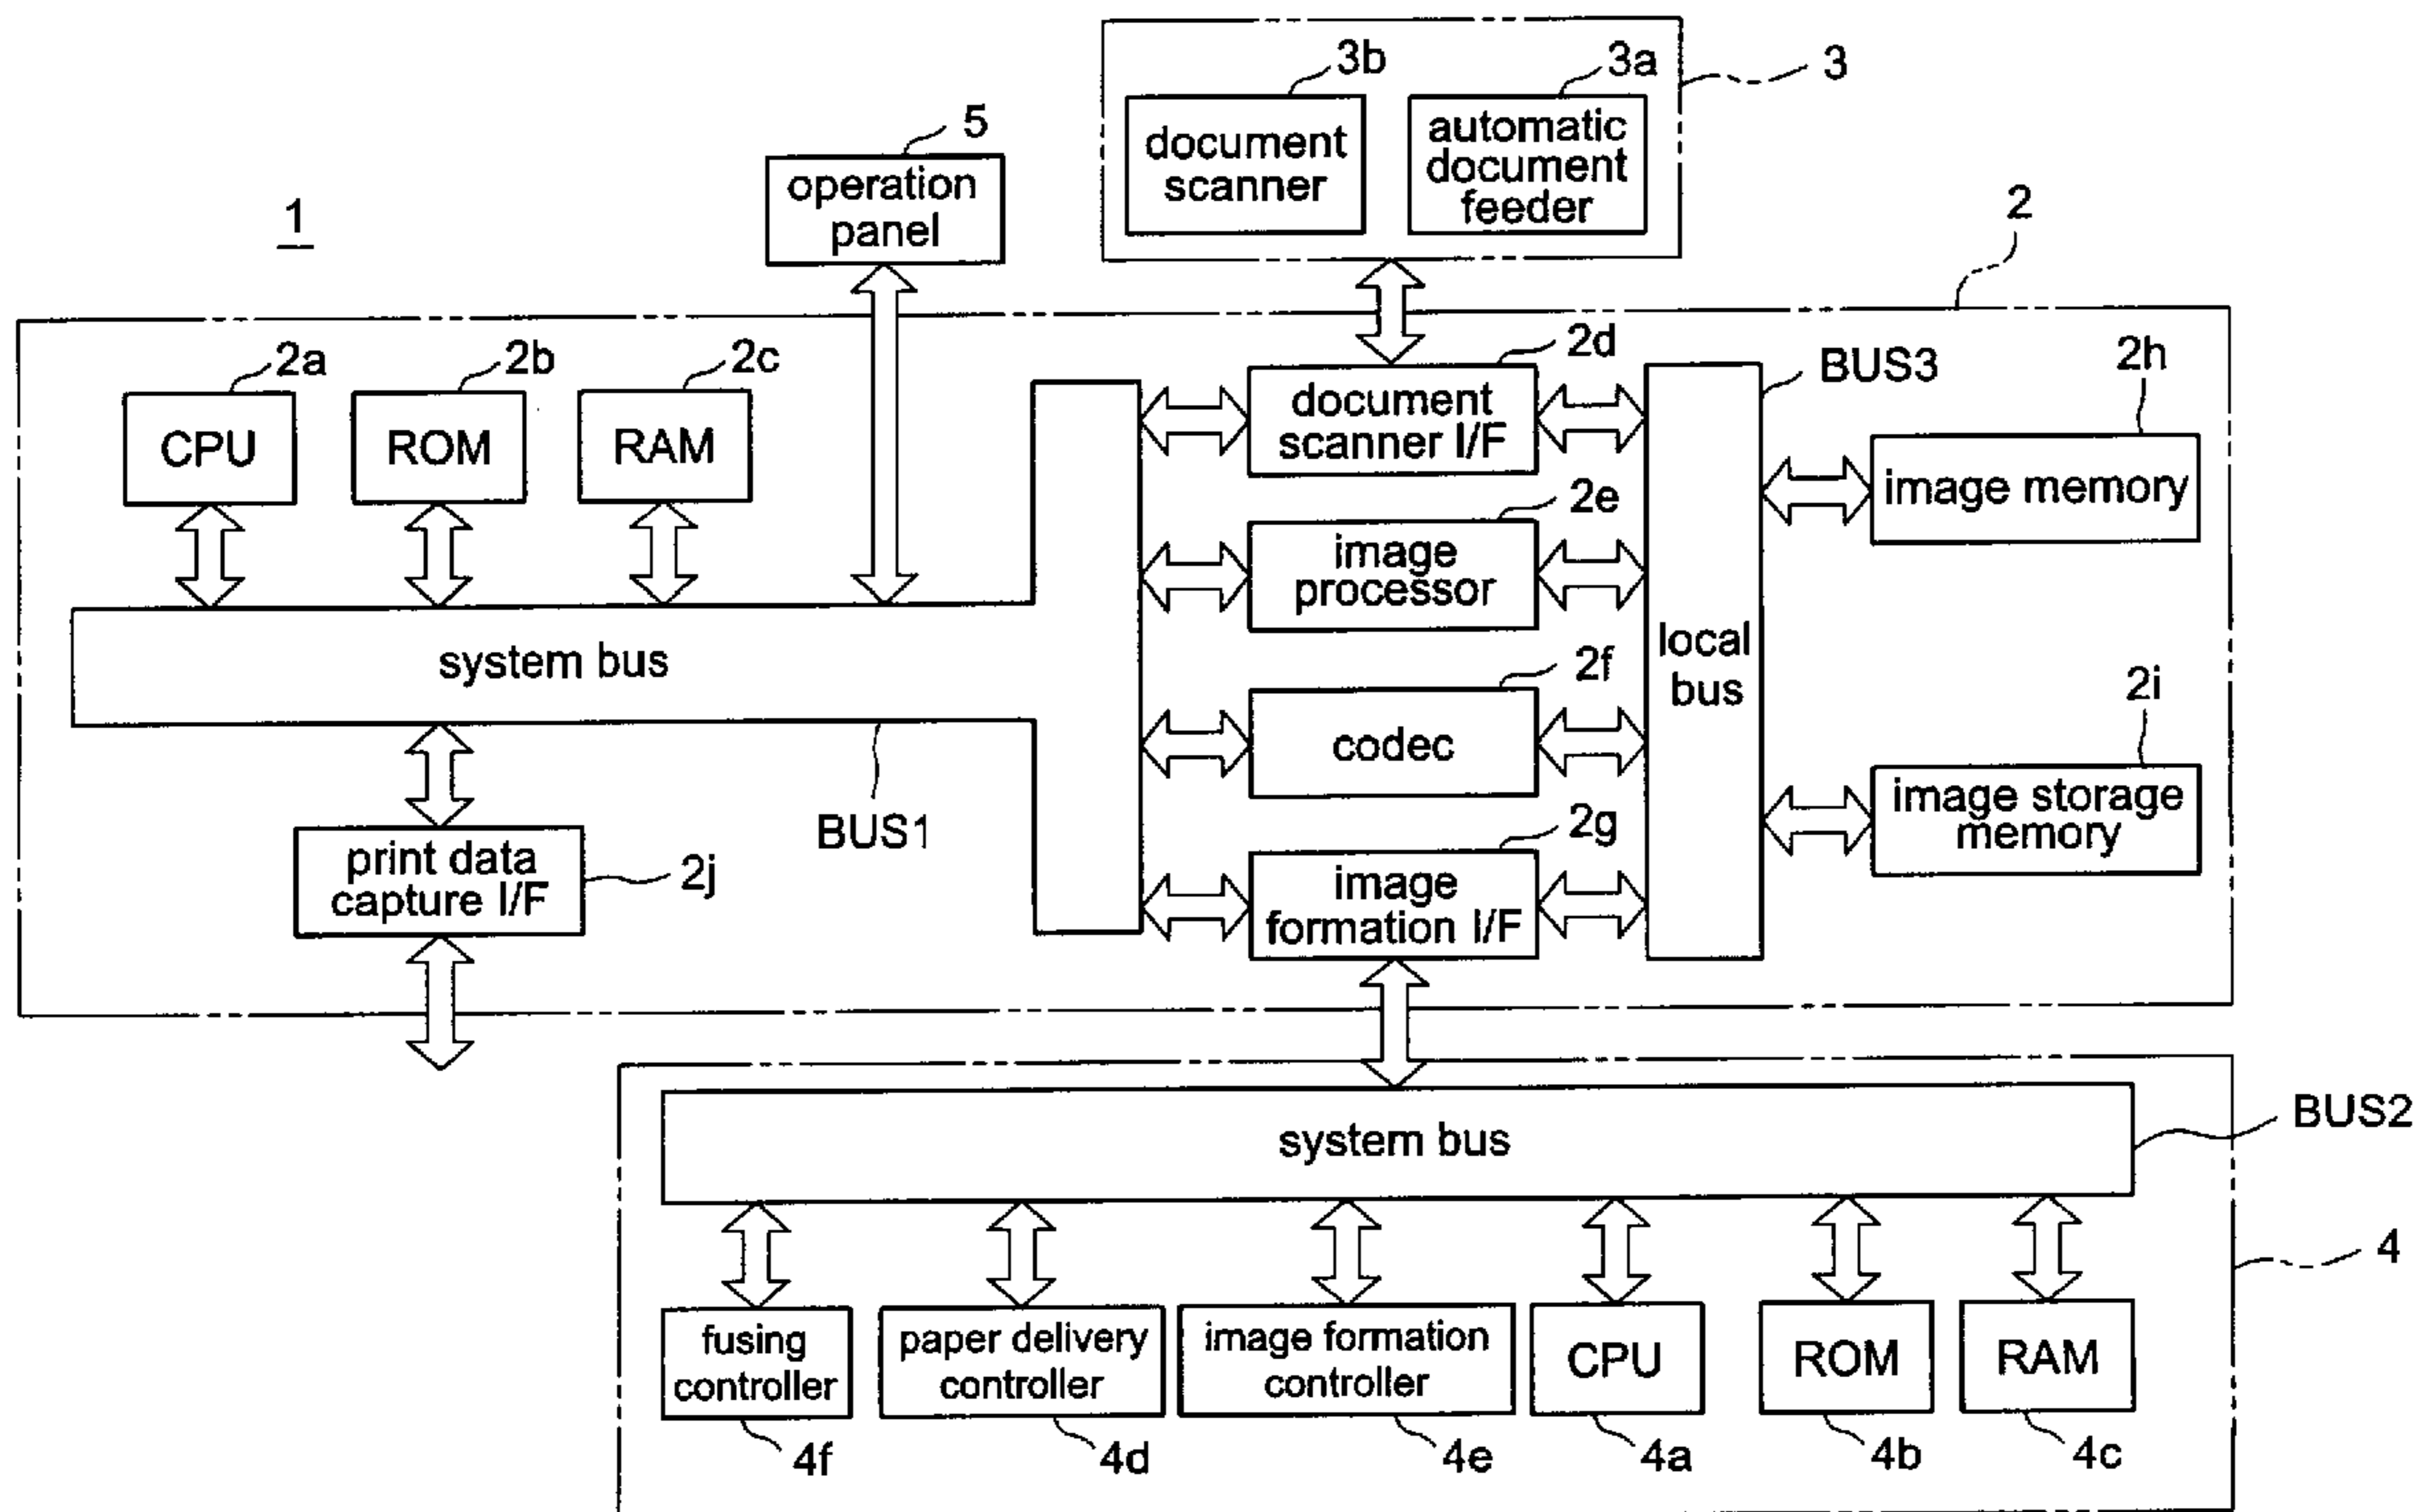 3b
3a
3
document
scanner
automatic
document
feeder
5
operation
panel
1
2
2a
2b
2c
2d
BUS3
2h
CPU
ROM
RAM
document
scanner I/F
image memory
2e
image
processor
system bus
local
bus
2f
codec
2i
image storage
memory
BUS1
2g
print data
capture I/F
2j
image
formation I/F
system bus
BUS2
4
fusing
controller
paper delivery
controller
image formation
controller
CPU
ROM
RAM
4f
4d
4e
4a
4b
4c